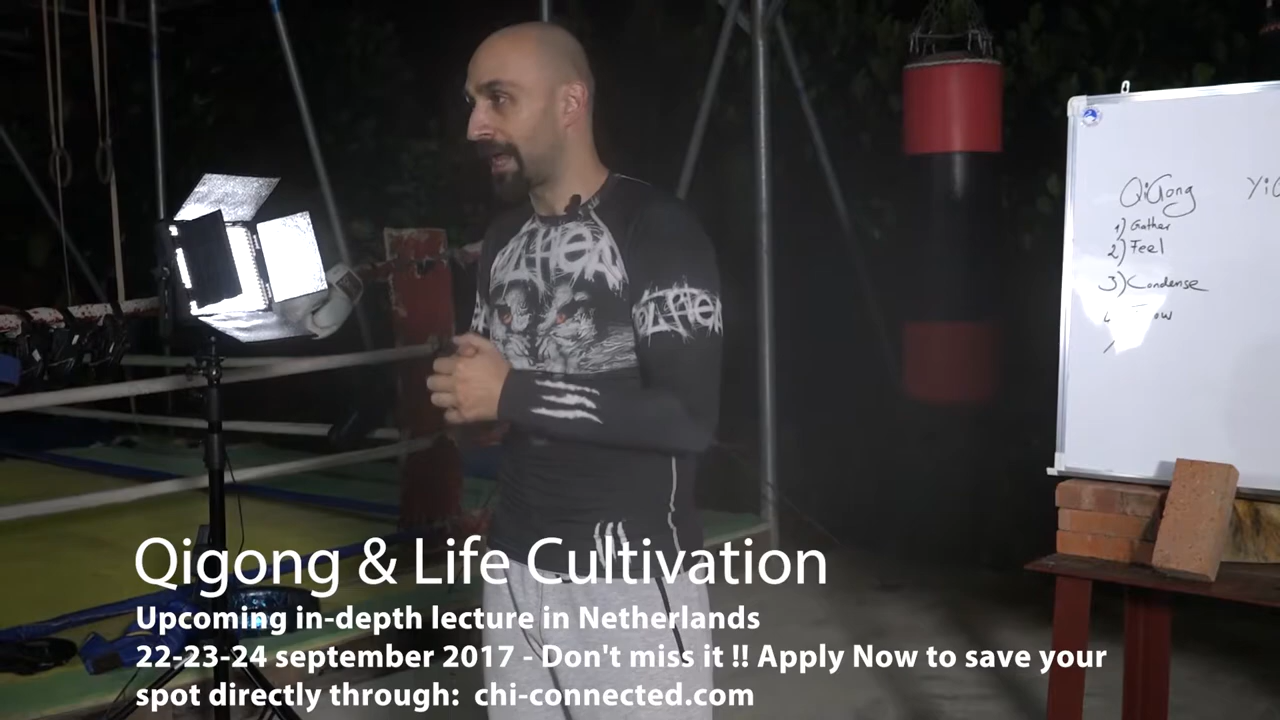 QiGong
1) Gather
2) Feel
3) Condense
Qigong & Life Cultivation
Upcoming in-depth lecture in Netherlands
22-23-24 september 2017 - Don't miss it !! Apply Now to save your
spot directly through: chi-connected.com